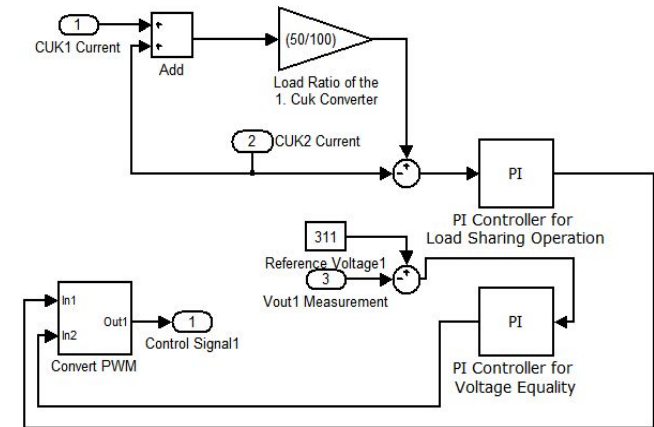 1
CUK1 Current
+
+
Add
(50/100)
Load Ratio of the
1. Cuk Converter
2
CUK2 Current
+
-
PI
PI Controller for
Load Sharing Operation
311
Reference Voltage1
+
-
3
Vout1 Measurement
PI
PI Controller for
Voltage Equality
In1
In2
Out1
Convert PWM
1
Control Signal1